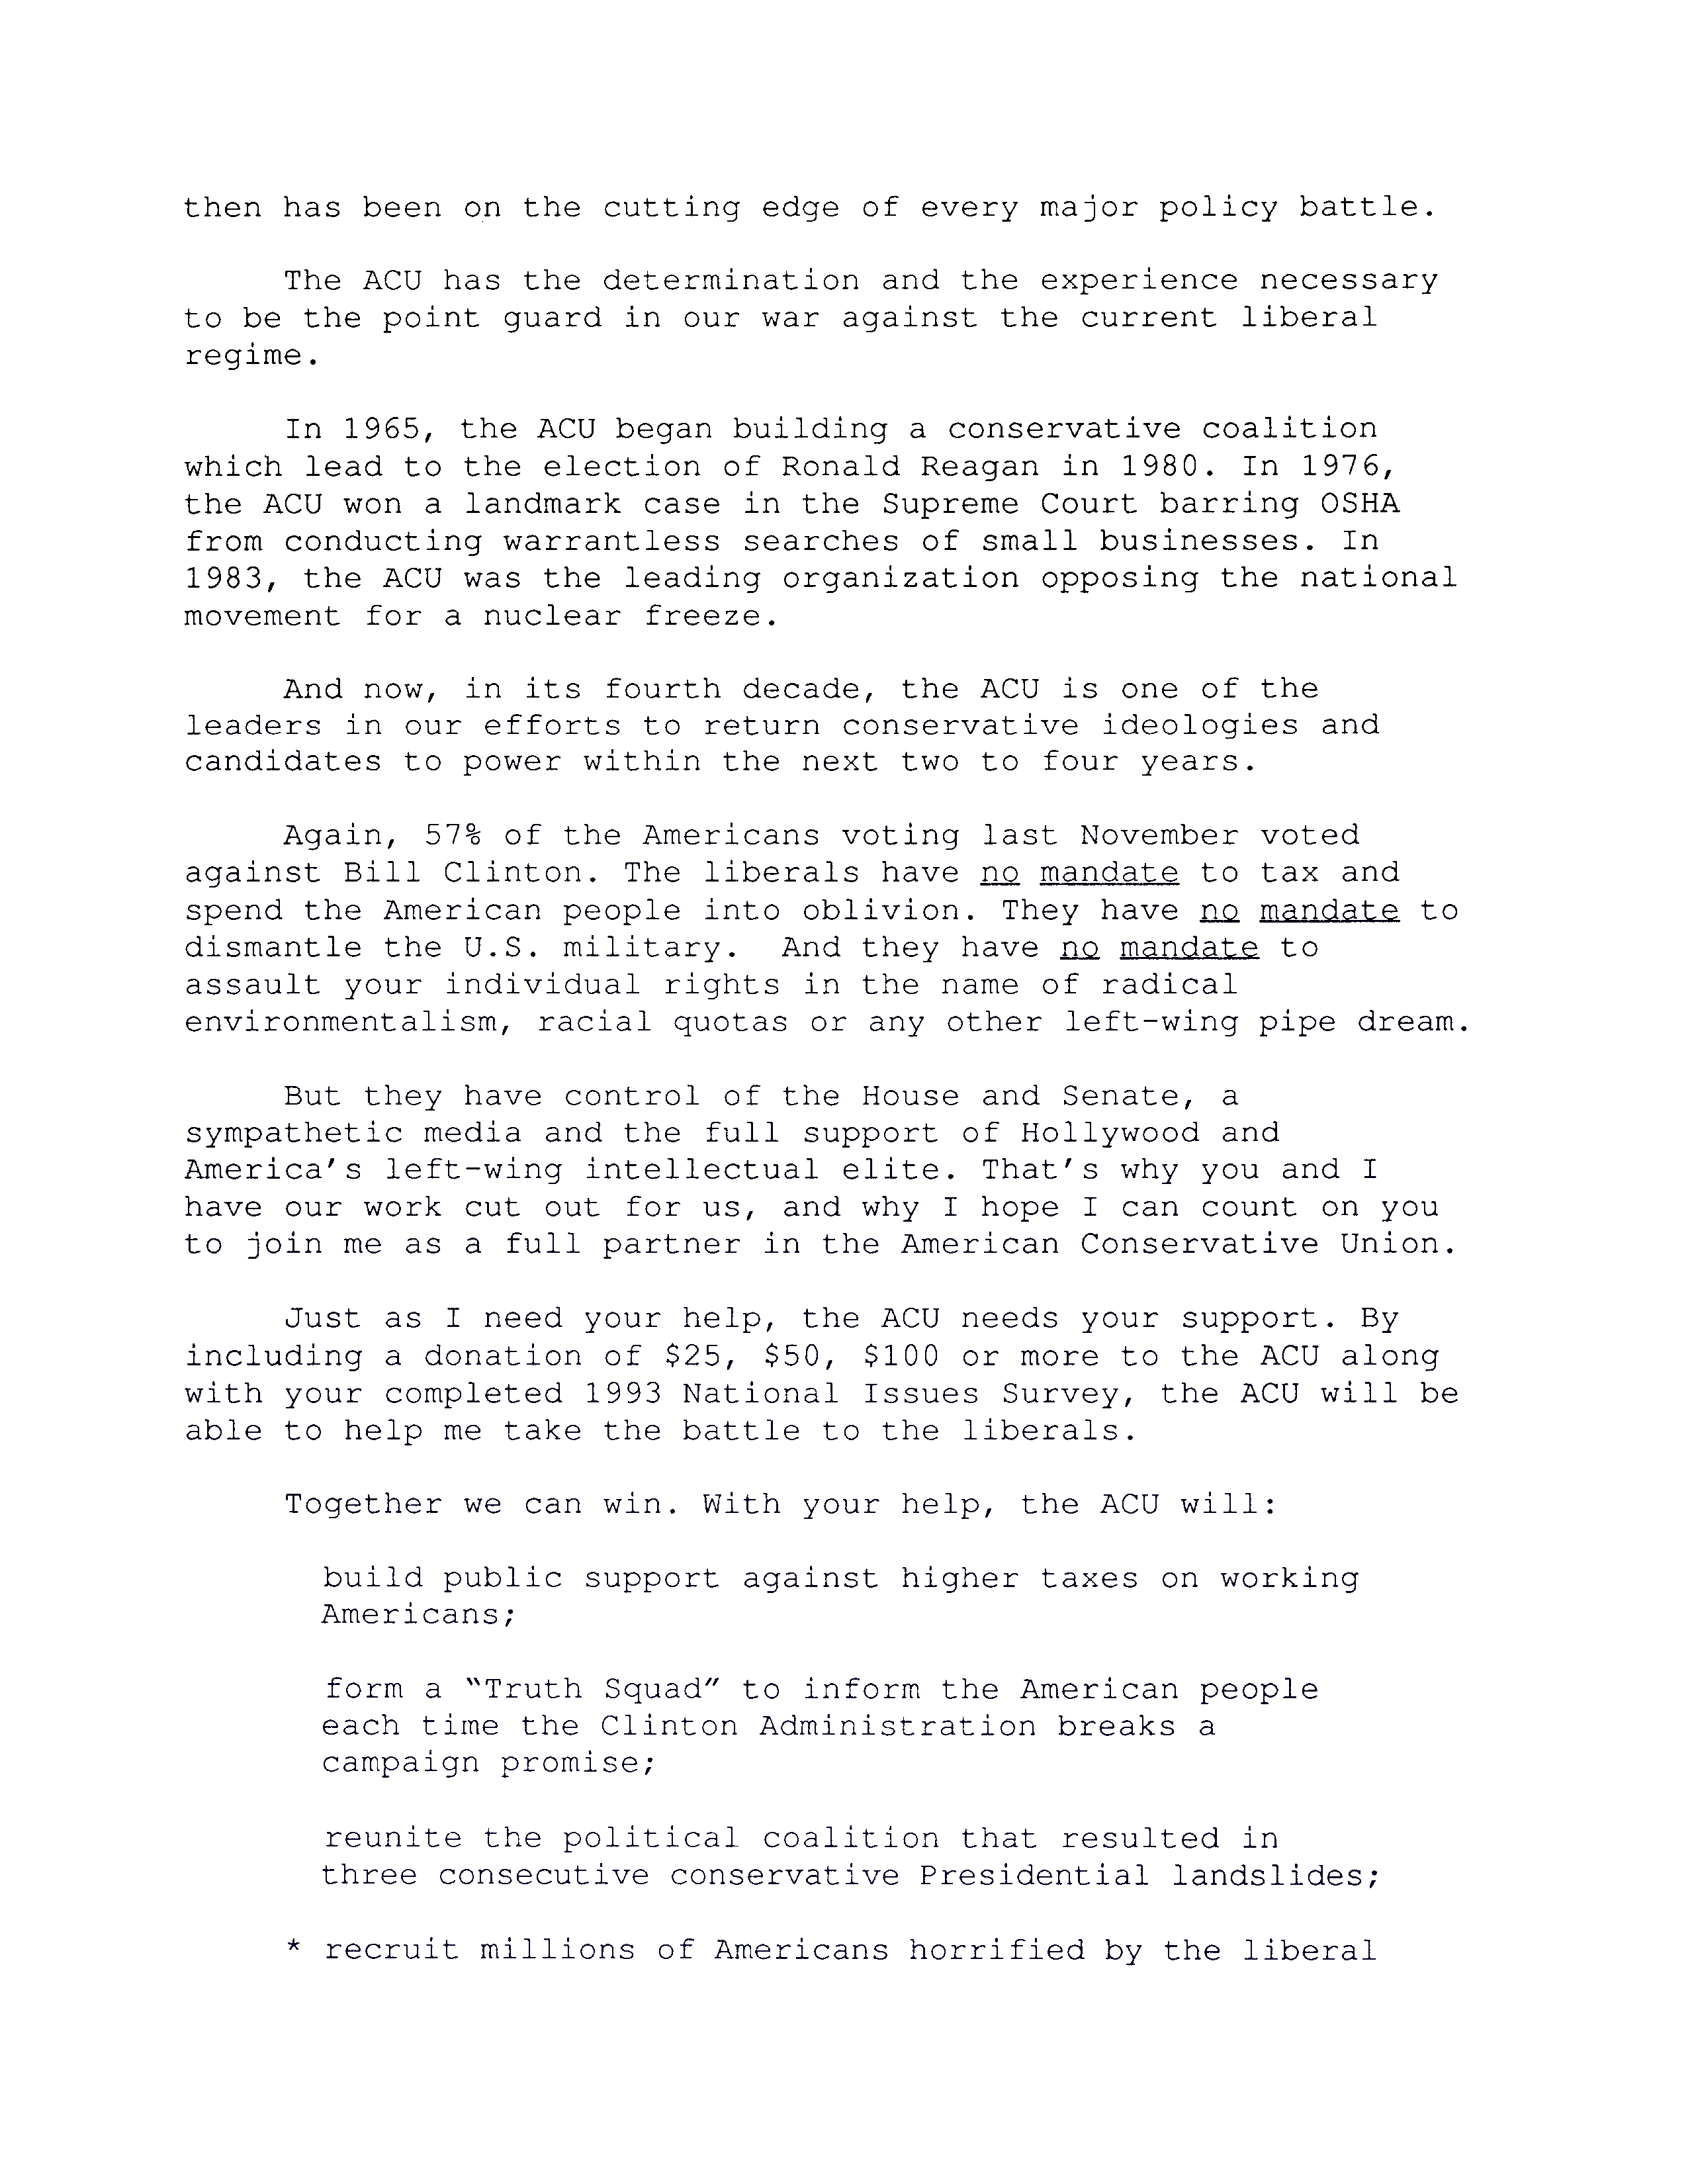 then has been on the cutting edge of every major policy battle.
The ACU has the determination and the experience necessary
to be the point guard in our war against the current liberal
regime.
In 1965, the ACU began building a conservative coalition
which lead to the election of Ronald Reagan in 1980. In 1976,
the ACU won a landmark case in the Supreme Court barring OSHA
from conducting warrantless searches of small businesses. In
1983, the ACU was the leading organization opposing the national
movement for a nuclear freeze.
And now, in its fourth decade, the ACU is one of the
leaders in our efforts to return conservative ideologies and
candidates to power within the next two to four years.
Again, 57% of the Americans voting last November voted
against Bill Clinton. The liberals have no mandate to tax and
spend the American people into oblivion. They have no mandate to
dismantle the U.S. military.  And they have no mandate to
assault your individual rights in the name of radical
environmentalism, racial quotas or any other left-wing pipe dream.
But they have control of the House and Senate, a
sympathetic media and the full support of Hollywood and
America's left-wing intellectual elite. That's why you and I
have our work cut out for us, and why I hope I can count on you
to join me as a full partner in the American Conservative Union.
Just as I need your help, the ACU needs your support. By
including a donation of $25, $50, $100 or more to the ACU along
with your completed 1993 National Issues Survey, the ACU will be
able to help me take the battle to the liberals.
Together we can win. With your help, the ACU will:
build public support against higher taxes on working
Americans;
form a "Truth Squad" to inform the American people
each time the Clinton Administration breaks a
campaign promise;
reunite the political coalition that resulted in
three consecutive conservative Presidential landslides;
* recruit millions of Americans horrified by the liberal